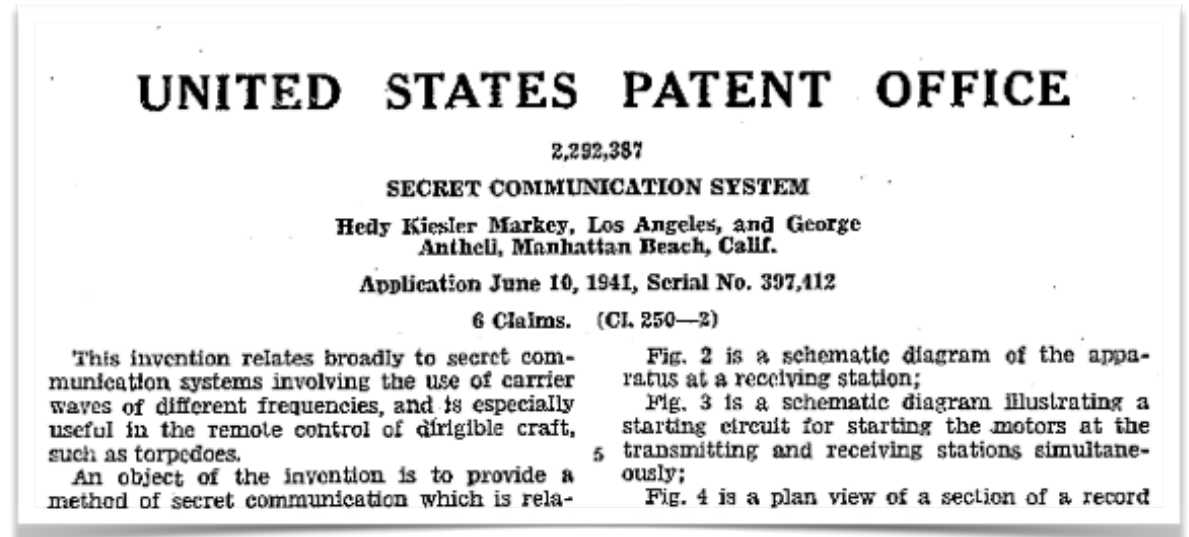 UNITED STATES PATENT OFFICE
2,292,387
SECRET COMMUNICATION SYSTEM
Hedy Kiesler Markey, Los Angeles, and George
Antheil, Manhattan Beach, Calif.
Application June 10, 1941, Serial No. 397,412
6 Claims. (Cl. 250—2)
This invention relates broadly to secret com-
munication systems involving the use of carrier
waves of different frequencies, and is especially
useful in the remote control of dirigible craft,
such as torpedoes.
An object of the invention is to provide a
method of secret communication which is rela-
5
Fig. 2 is a schematic diagram of the appa-
ratus at a receiving station;
Fig. 3 is a schematic diagram illustrating a
starting circuit for starting the motors at the
transmitting and receiving stations simultane-
ously;
Fig. 4 is a plan view of a section of a record